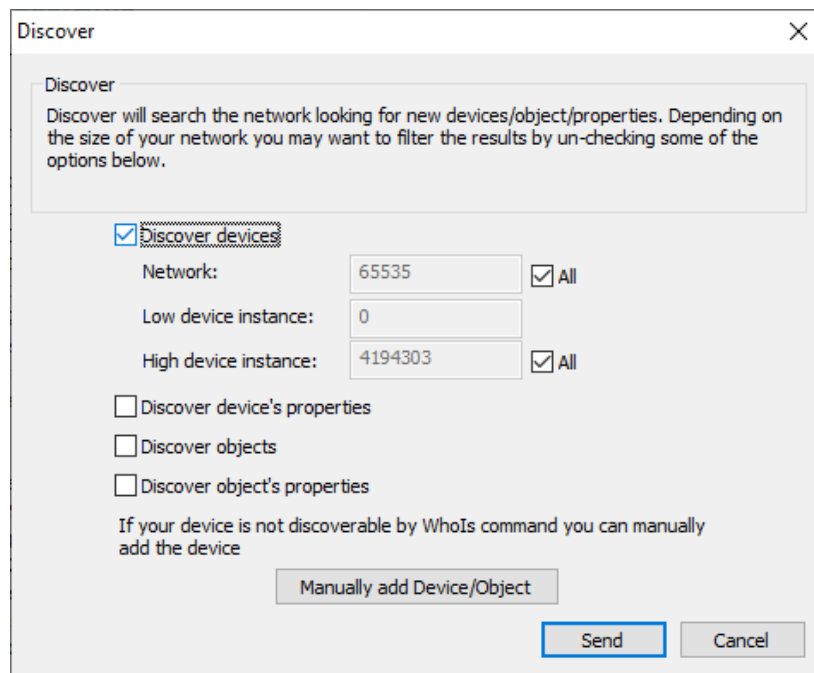 Discover
Discover
Discover will search the network looking for new devices/object/properties. Depending on
the size of your network you may want to filter the results by un-checking some of the
options below.
Discover devices
Network: 65535 All
Low device instance: 0
High device instance: 4194303 All
Discover device's properties
Discover objects
Discover object's properties
If your device is not discoverable by WhoIs command you can manually
add the device
Manually add Device/Object
Send Cancel